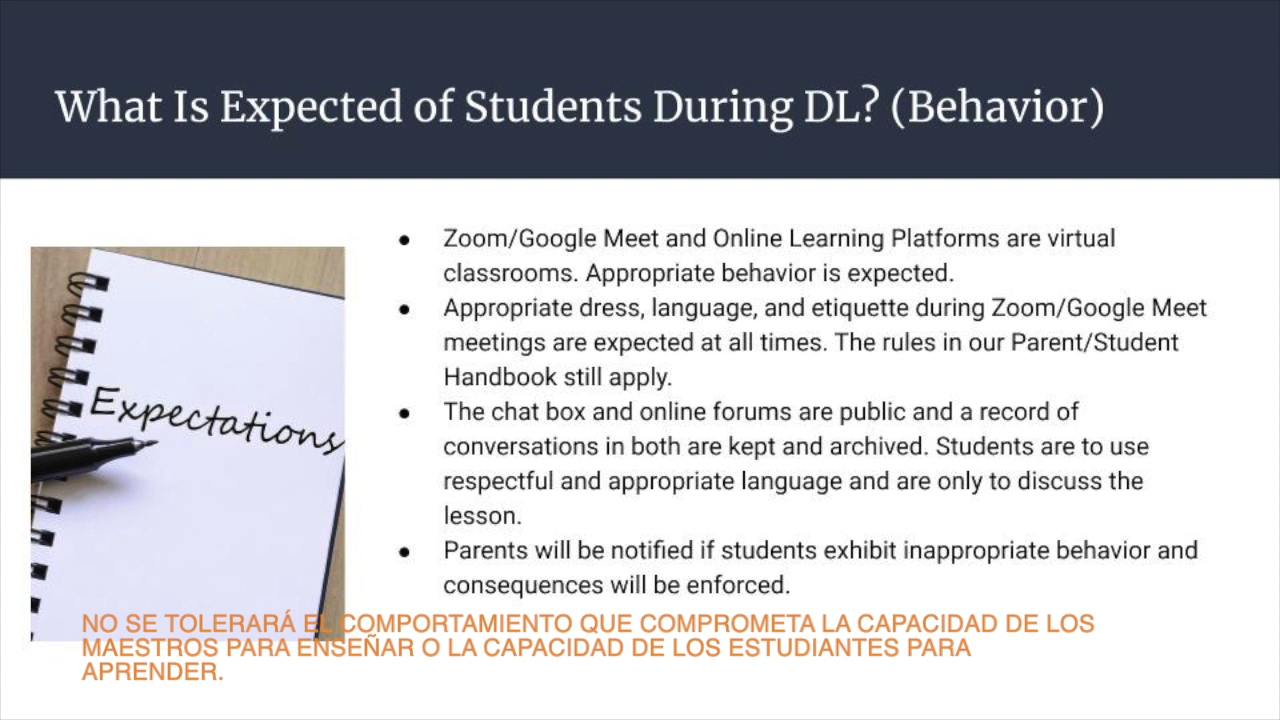 What Is Expected of Students During DL? (Behavior)
Expectations
● Zoom/Google Meet and Online Learning Platforms are virtual
classrooms. Appropriate behavior is expected.
● Appropriate dress, language, and etiquette during Zoom/Google Meet
meetings are expected at all times. The rules in our Parent/Student
Handbook still apply.
● The chat box and online forums are public and a record of
conversations in both are kept and archived. Students are to use
respectful and appropriate language and are only to discuss the
lesson.
● Parents will be notified if students exhibit inappropriate behavior and
consequences will be enforced.
NO SE TOLERARÁ EL COMPORTAMIENTO QUE COMPROMETA LA CAPACIDAD DE LOS
MAESTROS PARA ENSEÑAR O LA CAPACIDAD DE LOS ESTUDIANTES PARA
APRENDER.